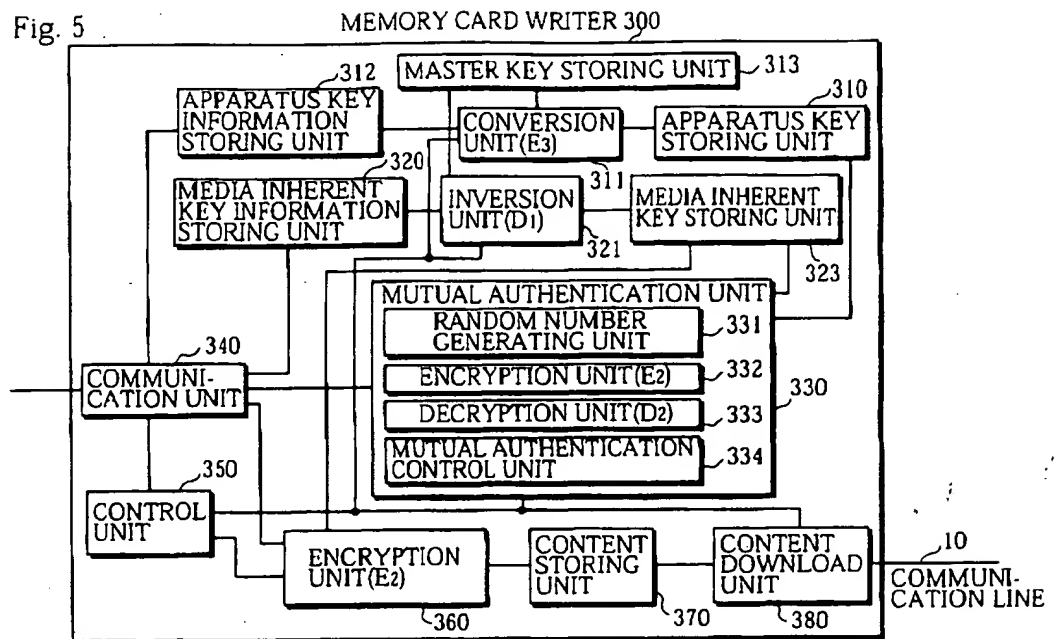 Fig. 5
MEMORY CARD WRITER 300
MASTER KEY STORING UNIT
313
312
310
APPARATUS KEY
INFORMATION
STORING UNIT
CONVERSION
UNIT(E3)
APPARATUS KEY
STORING UNIT
311
320
MEDIA INHERENT
KEY INFORMATION
STORING UNIT
INVERSION
UNIT(D1)
MEDIA INHERENT
KEY STORING UNIT
321
323
MUTUAL AUTHENTICATION UNIT
RANDOM NUMBER
GENERATING UNIT
331
ENCRYPTION UNIT(E2)
332
330
DECRYPTION UNIT(D2)
333
MUTUAL AUTHENTICATION
CONTROL UNIT
334
340
COMMUNI-
CATION UNIT
350
CONTROL
UNIT
ENCRYPTION
UNIT(E2)
360
CONTENT
STORING
UNIT
370
CONTENT
DOWNLOAD
UNIT
380
10
COMMUNI-
CATION LINE